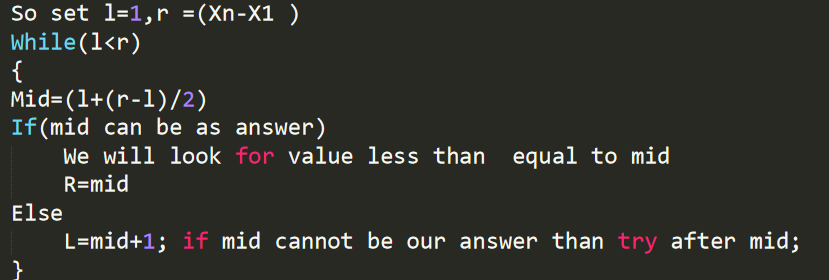 So set l=1,r =(Xn-X1 )
While(l<r)
{
Mid=(l+(r-l)/2)
If(mid can be as answer)
We will look for value less than  equal to mid
R=mid
Else
L=mid+1; if mid cannot be our answer than try after mid;
}